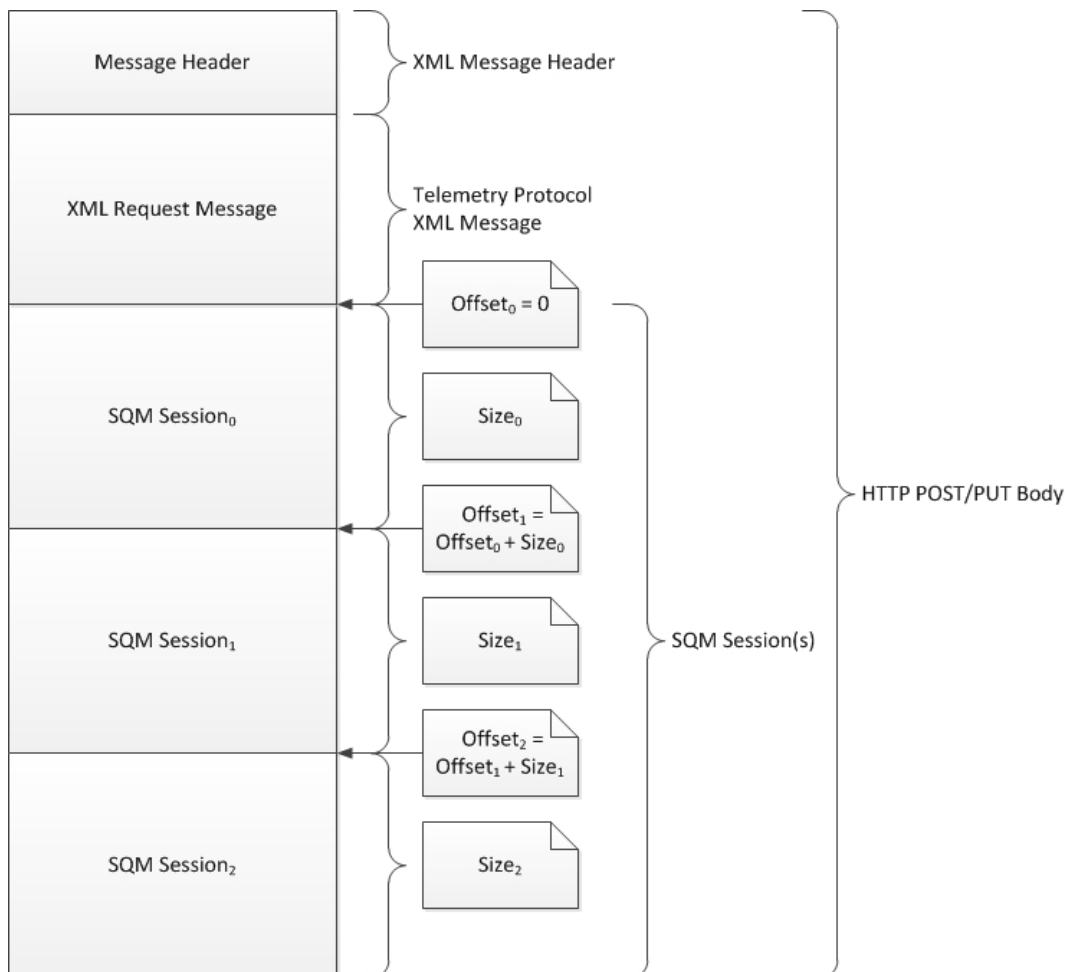 Message Header
XML Message Header
XML Request Message
Telemetry Protocol
XML Message
Offset₀ = 0
SQM Session₀
Size₀
Offset₁ =
Offset₀ + Size₀
HTTP POST/PUT Body
SQM Session₁
Size₁
SQM Session(s)
Offset₂ =
Offset₁ + Size₁
SQM Session₂
Size₂